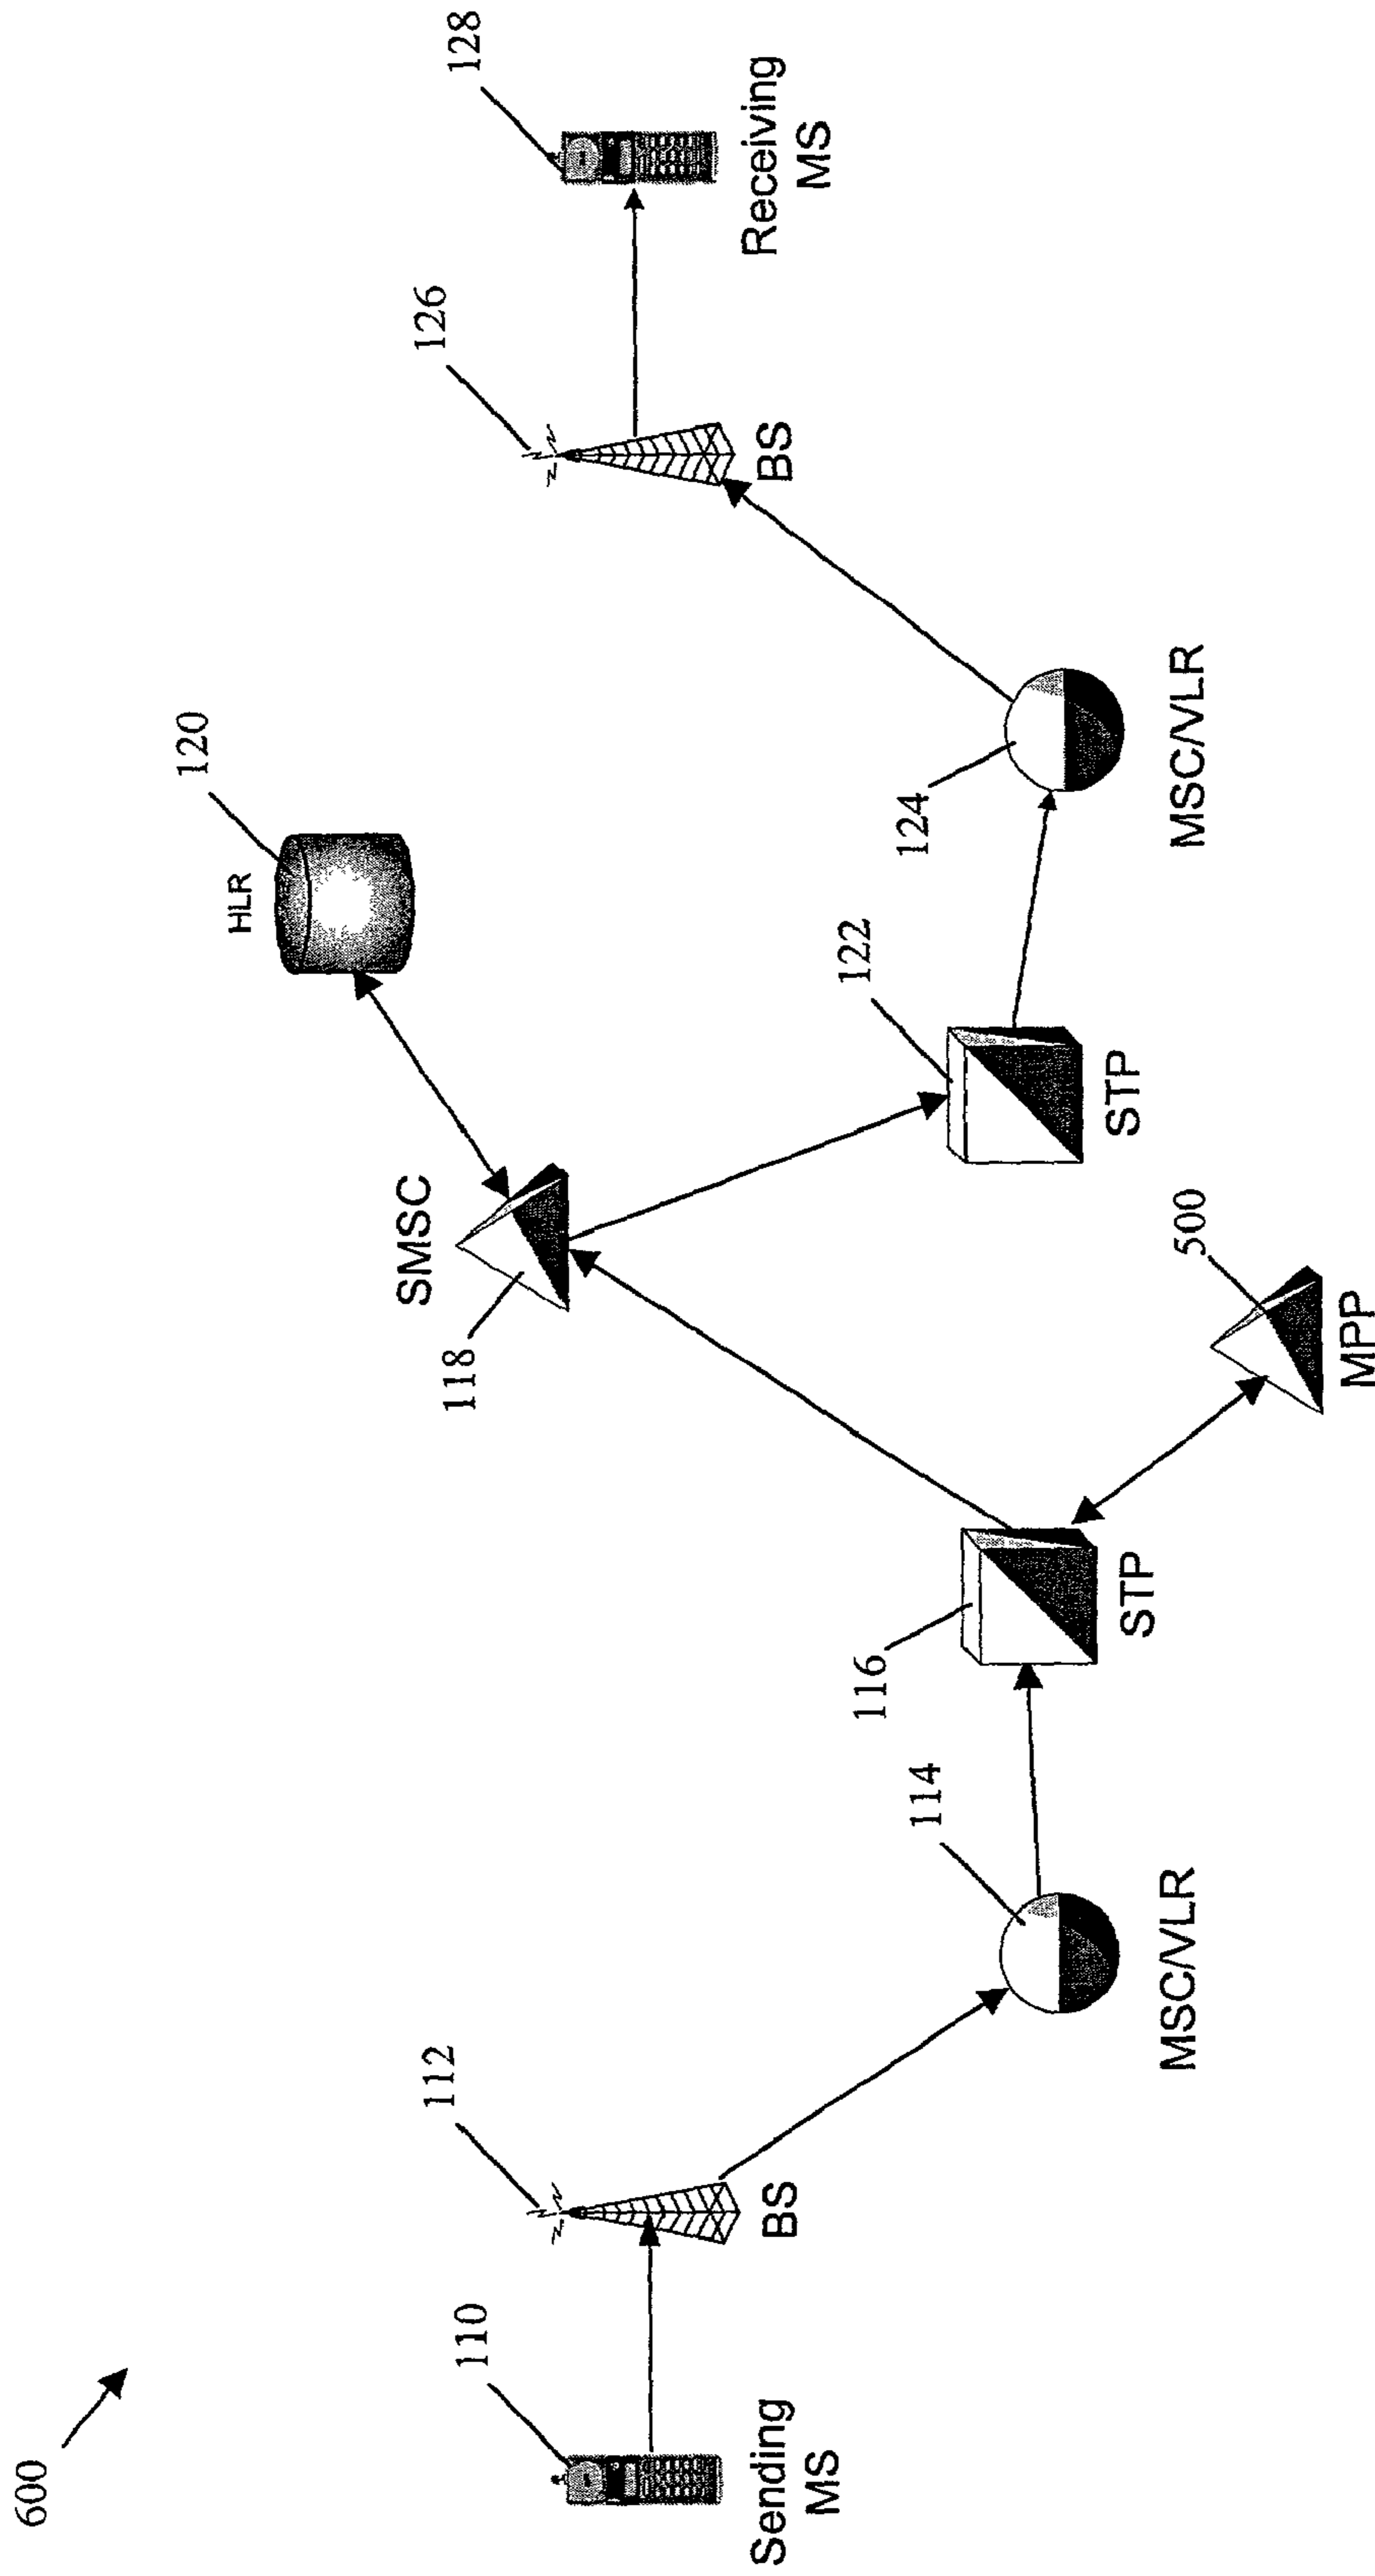 600
110
Sending
MS
112
BS
114
MSC/VLR
116
STP
500
MPP
118
SMSC
120
HLR
122
STP
124
MSC/VLR
126
BS
128
Receiving
MS